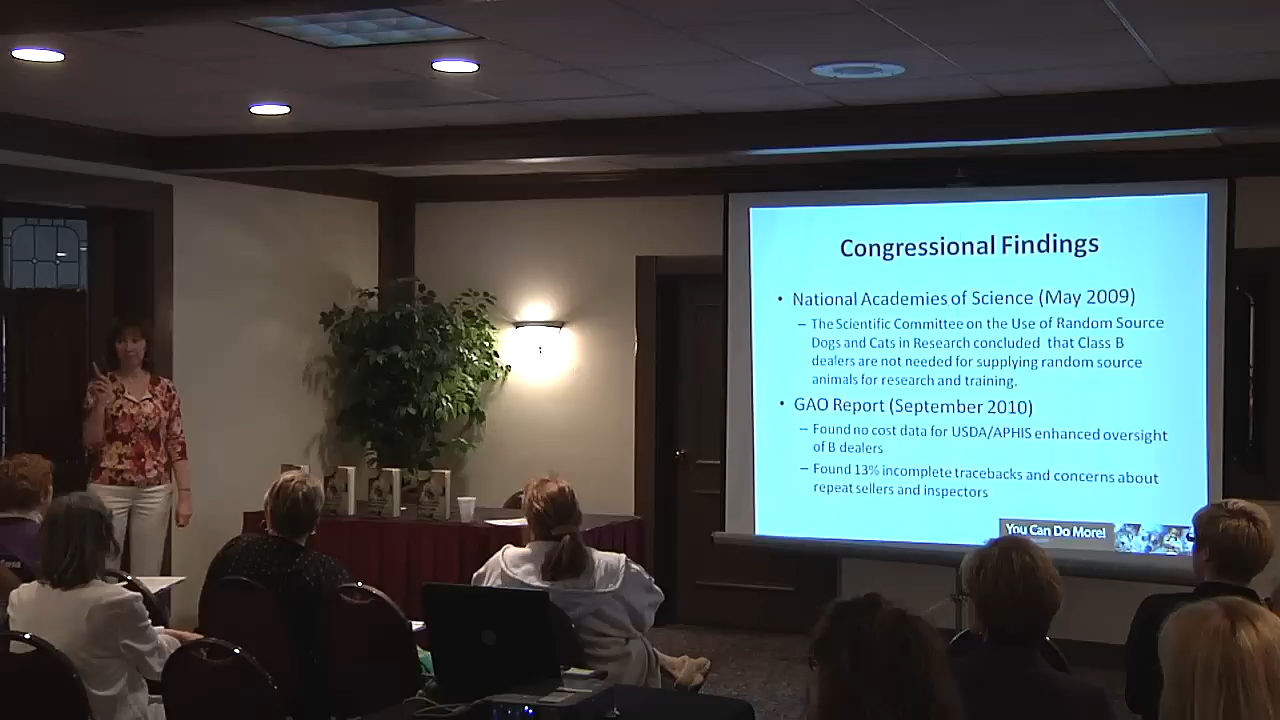 Congressional Findings
• National Academies of Science (May 2009)
– The Scientific Committee on the Use of Random Source
Dogs and Cats in Research concluded that Class B
dealers are not needed for supplying random source
animals for research and training.
• GAO Report (September 2010)
– Found no cost data for USDA/APHIS enhanced oversight
of B dealers
– Found 13% incomplete tracebacks and concerns about
repeat sellers and inspectors
You Can Do More!